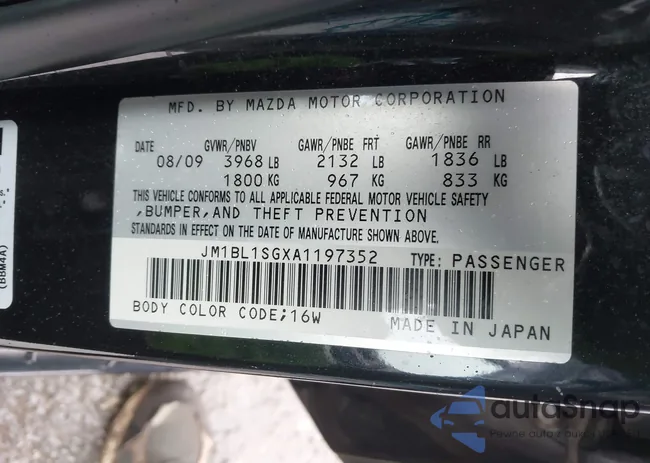 MFD. BY MAZDA MOTOR CORPORATION
DATE GVWR/PNBV GAWR/PNBE FRT GAWR/PNBE RR
08/09 3968 LB 2132 LB 1836 LB
1800 KG 967 KG 833 KG
THIS VEHICLE CONFORMS TO ALL APPLICABLE FEDERAL MOTOR VEHICLE SAFETY
,BUMPER,AND THEFT PREVENTION
STANDARDS IN EFFECT ON THE DATE OF MANUFACTURE SHOWN ABOVE.
JM1BL1SGXA1197352 TYPE: PASSENGER
BODY COLOR CODE;16W MADE IN JAPAN
(BBM4A)
autoSnap
Pewne auto z